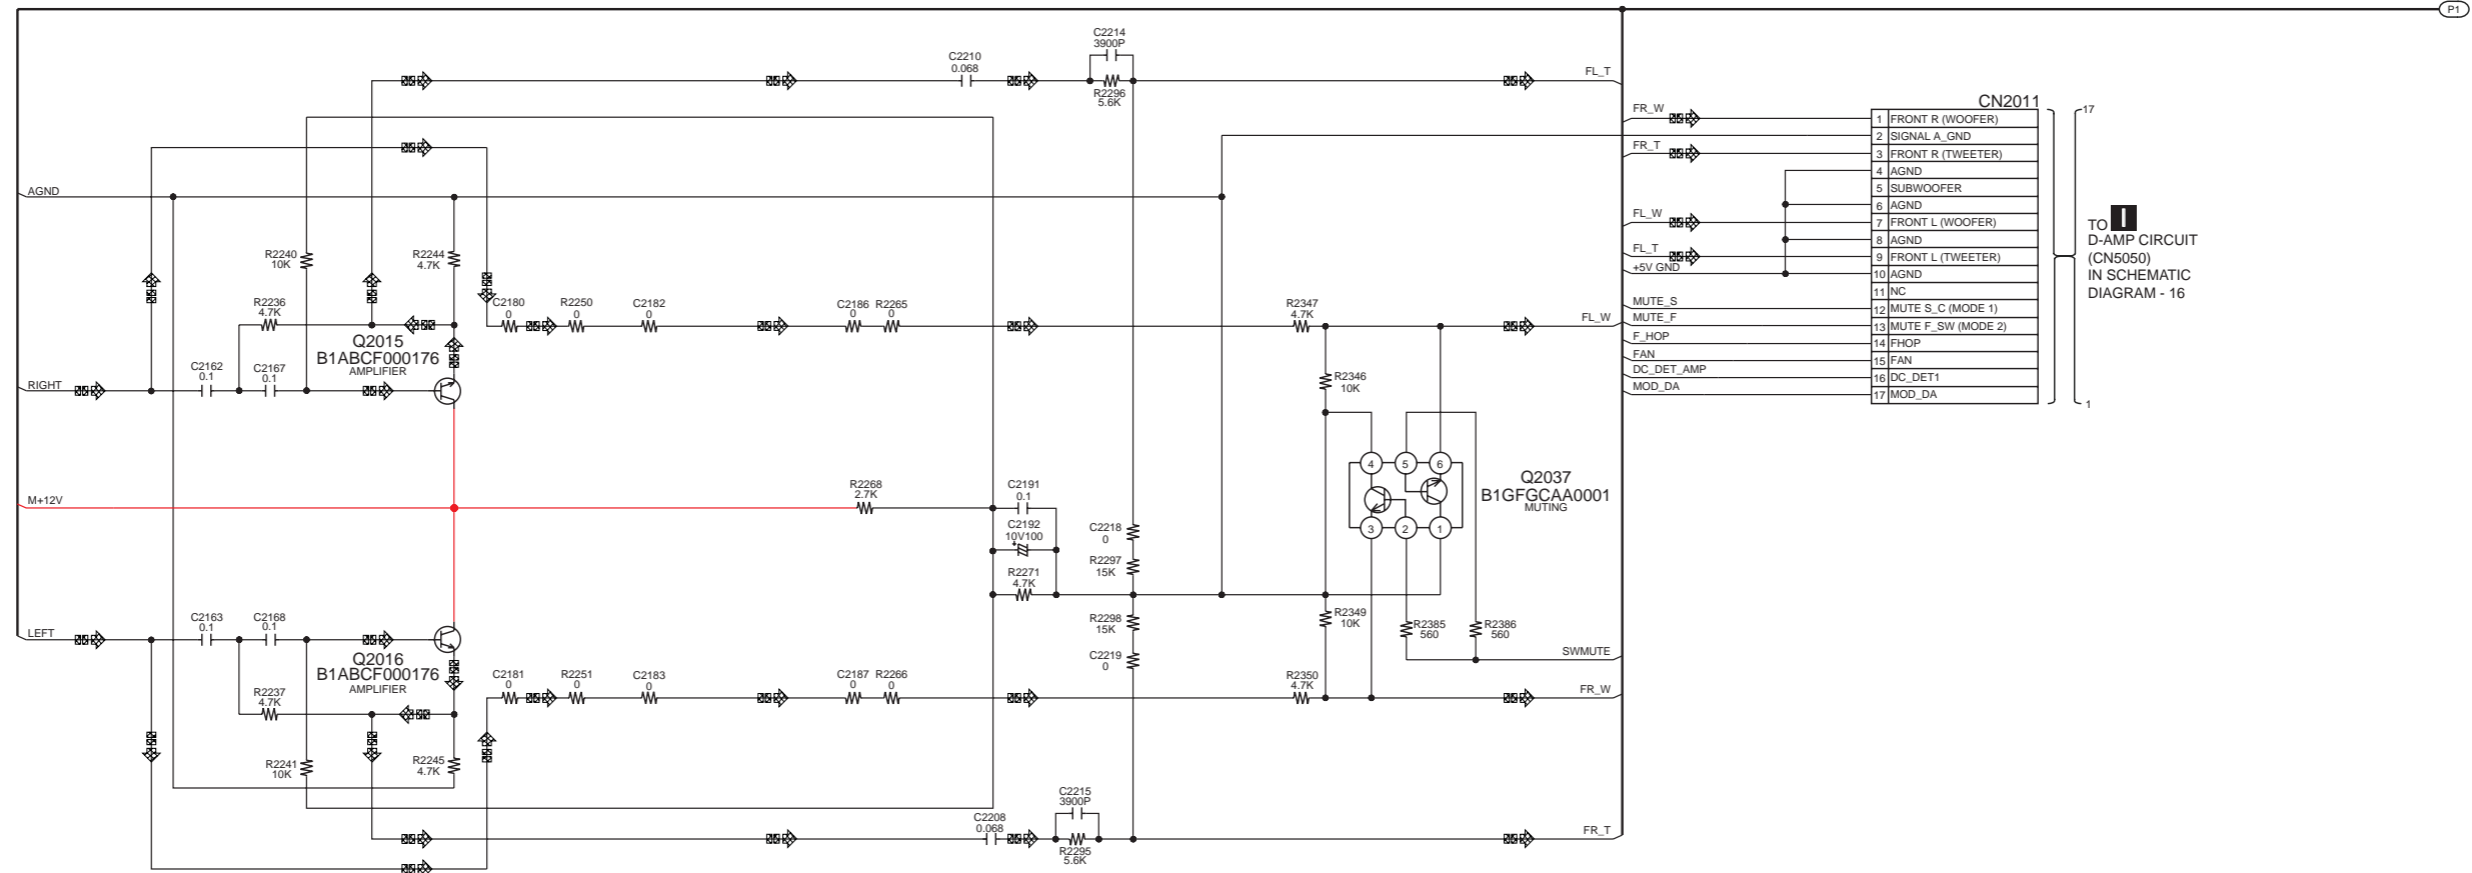 P1
C2214
3900P
C2210
0.068
R2296
5.6K
FL_T
AGND
R2240
10K
R2244
4.7K
R2236
4.7K
C2180
0
R2250
0
C2182
0
C2186
0
R2265
0
R2347
4.7K
FL_W
Q2015
B1ABCF000176
AMPLIFIER
C2162
0.1
C2167
0.1
RIGHT
R2346
10K
4
5
6
3
2
1
Q2037
B1GFGCAA0001
MUTING
M+12V
R2268
2.7K
C2191
0.1
C2192
10V100
+
R2271
4.7K
C2218
0
R2297
15K
R2298
15K
C2219
0
R2349
10K
R2385
560
R2386
560
SWMUTE
LEFT
C2163
0.1
C2168
0.1
Q2016
B1ABCF000176
AMPLIFIER
R2237
4.7K
R2241
10K
R2245
4.7K
C2181
0
R2251
0
C2183
0
C2187
0
R2266
0
R2350
4.7K
FR_W
C2208
0.068
C2215
3900P
R2295
5.6K
FR_T
FR_W
FR_T
FL_W
FL_T
+5V GND
MUTE_S
MUTE_F
F_HOP
FAN
DC_DET_AMP
MOD_DA
CN2011
1 FRONT R (WOOFER)
2 SIGNAL A_GND
3 FRONT R (TWEETER)
4 AGND
5 SUBWOOFER
6 AGND
7 FRONT L (WOOFER)
8 AGND
9 FRONT L (TWEETER)
10 AGND
11 NC
12 MUTE S_C (MODE 1)
13 MUTE F_SW (MODE 2)
14 FHOP
15 FAN
16 DC_DET1
17 MOD_DA
17
1
TO I
D-AMP CIRCUIT
(CN5050)
IN SCHEMATIC
DIAGRAM - 16